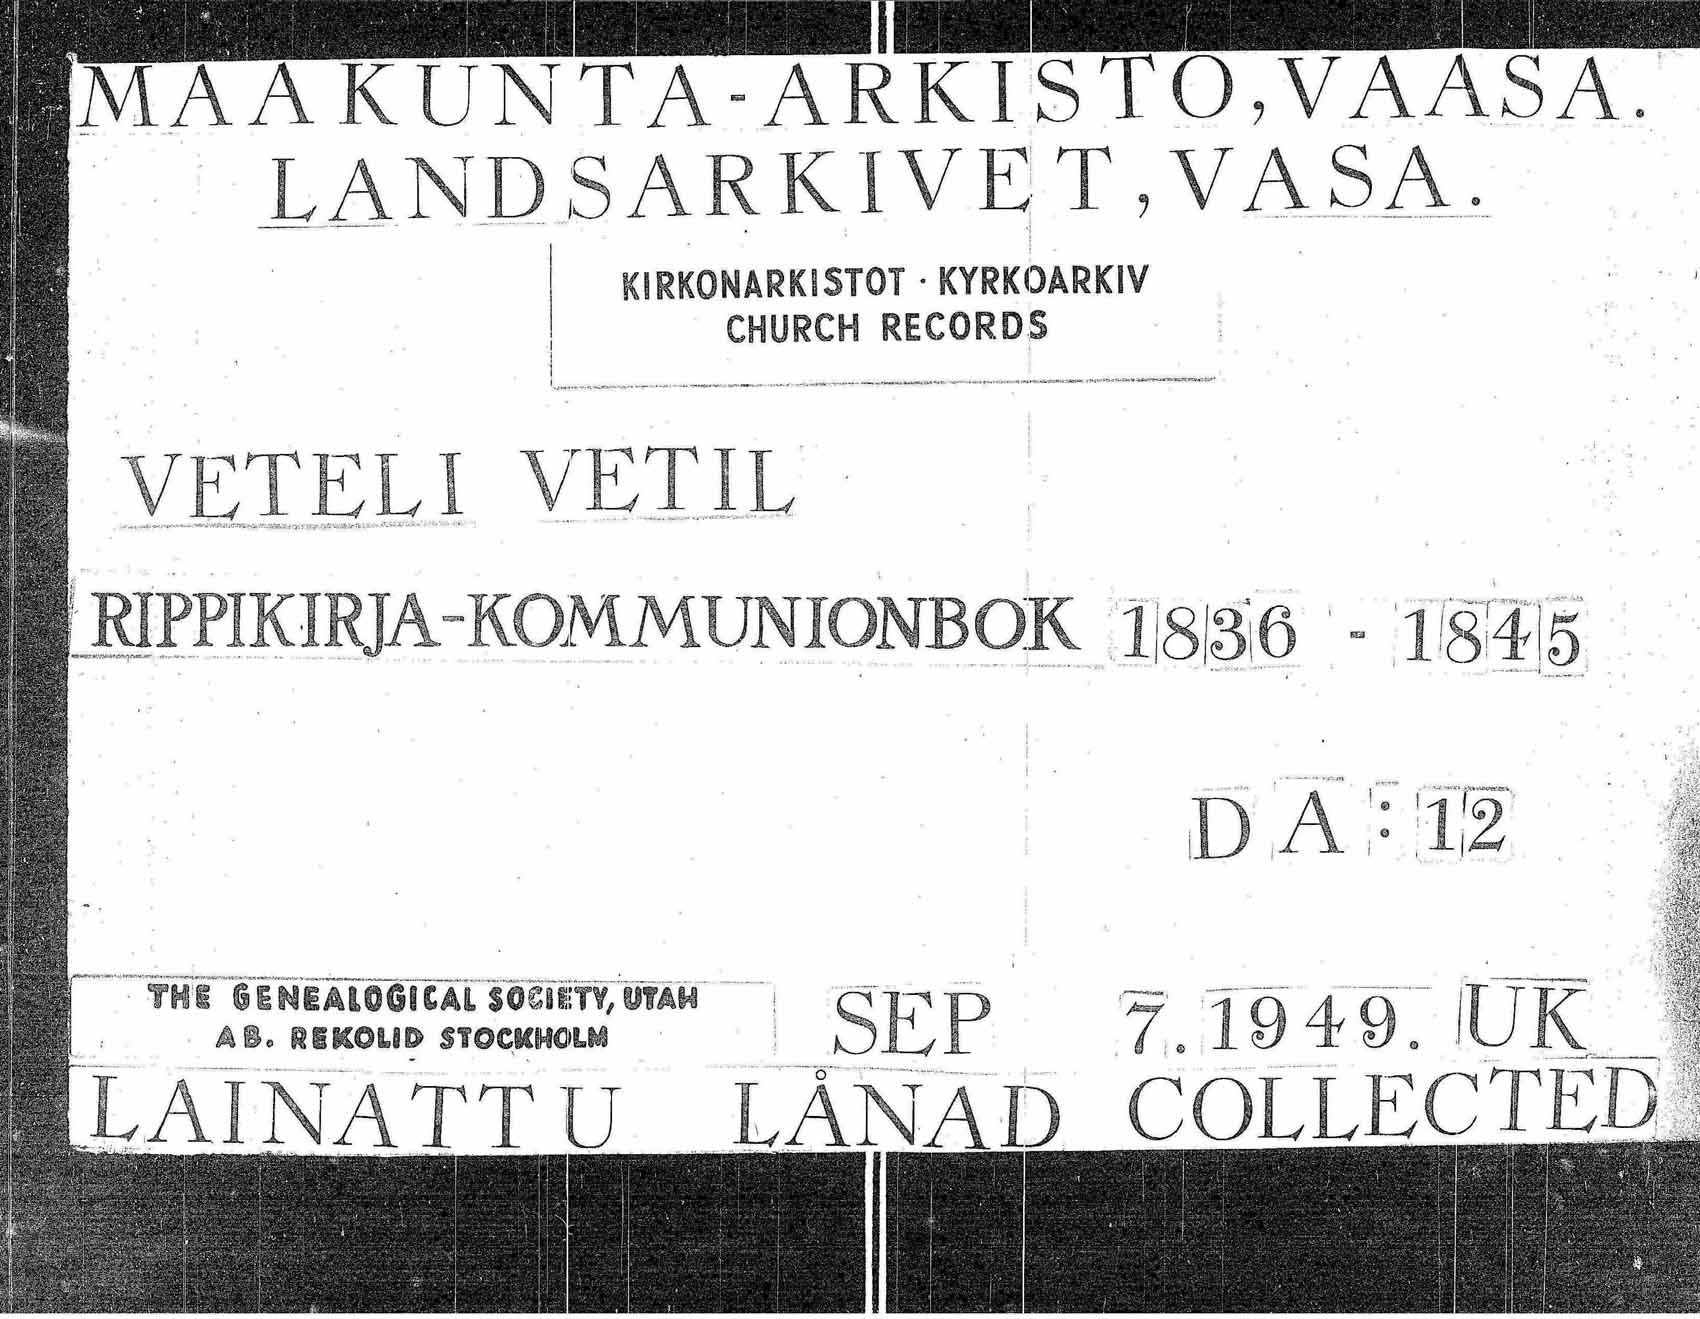 MAAKUNTA-ARKISTO, VAASA.
LANDSARKIVET, VASA.
KIRKONARKISTOT · KYRKOARKIV
CHURCH RECORDS
VETELI VETIL
RIPPIKIRJA-KOMMUNIONBOK 1836 - 1845
DA:12
THE GENEALOGICAL SOCIETY, UTAH
AB. REKOLID STOCKHOLM
SEP 7. 1949. UK
LAINATTU LÅNAD COLLECTED